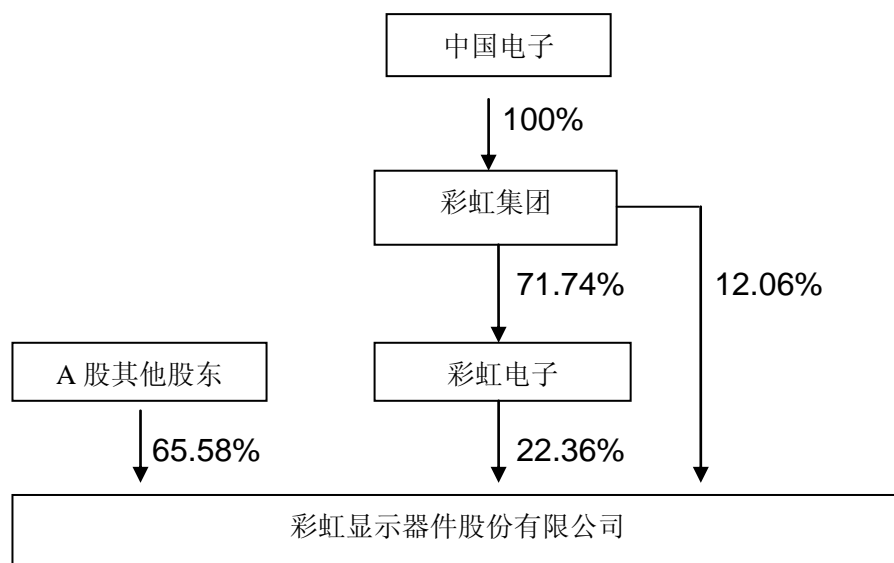 中国电子
100%
彩虹集团
71.74%
12.06%
A 股其他股东
彩虹电子
65.58%
22.36%
彩虹显示器件股份有限公司